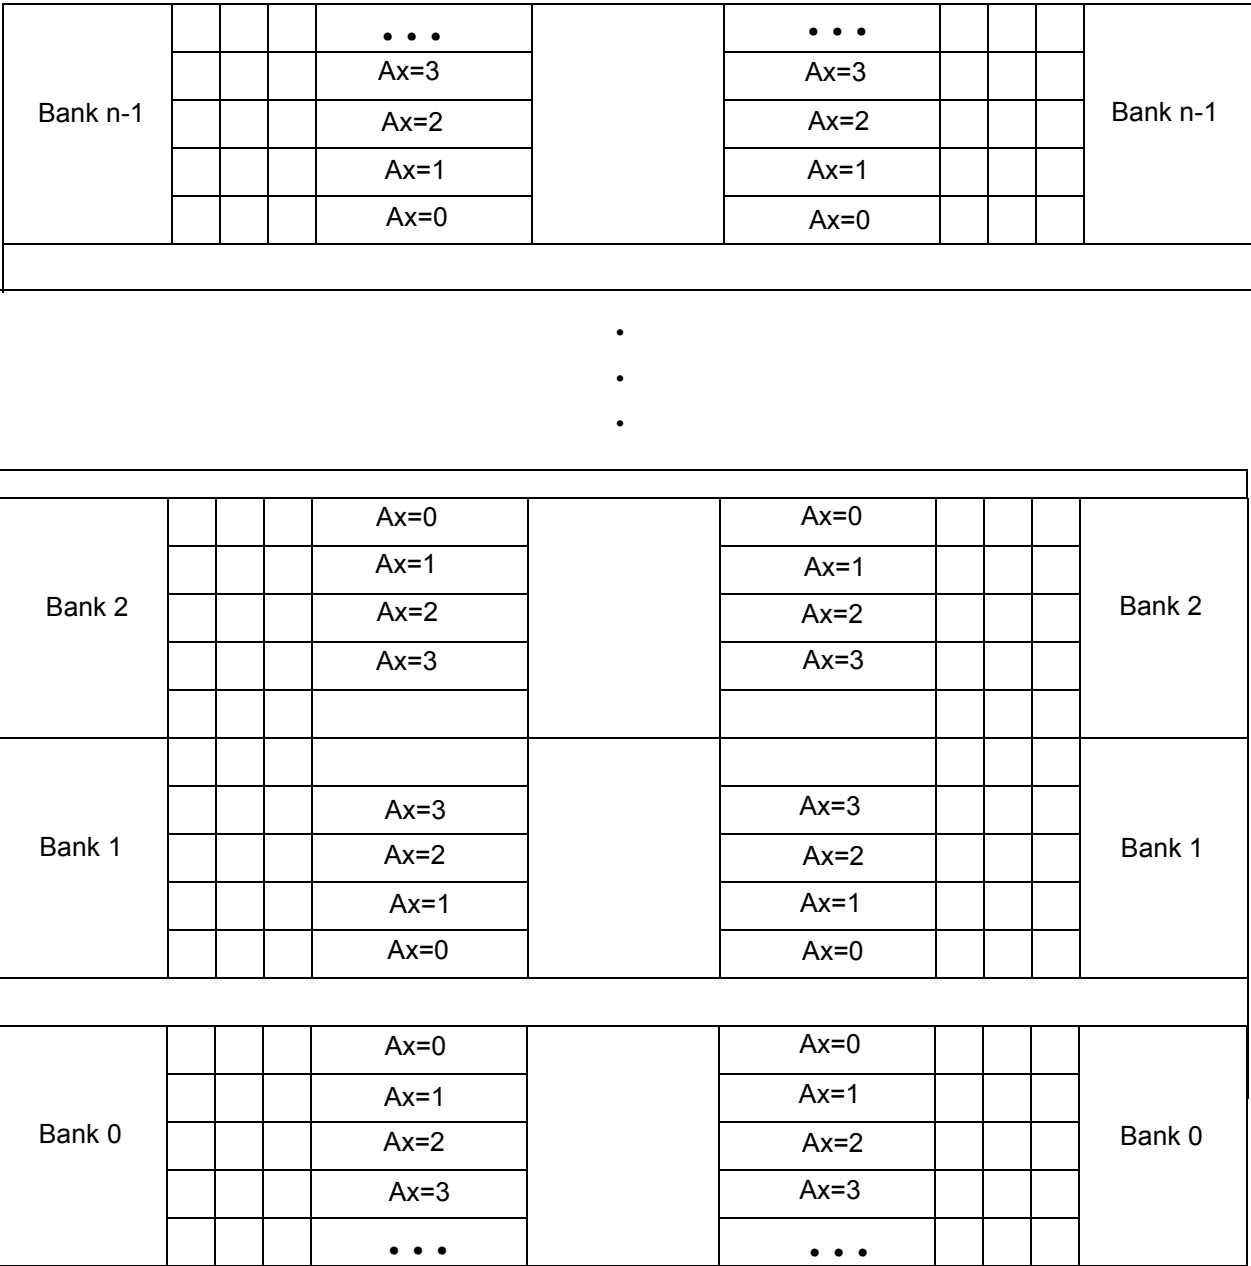 • • • • • •
Ax=3 Ax=3
Bank n-1 Ax=2 Ax=2 Bank n-1
Ax=1 Ax=1
Ax=0 Ax=0
•
•
•
Ax=0 Ax=0
Ax=1 Ax=1
Bank 2 Ax=2 Ax=2 Bank 2
Ax=3 Ax=3
Ax=3 Ax=3
Bank 1 Ax=2 Ax=2 Bank 1
Ax=1 Ax=1
Ax=0 Ax=0
Ax=0 Ax=0
Ax=1 Ax=1
Bank 0 Ax=2 Ax=2 Bank 0
Ax=3 Ax=3
• • • • • •